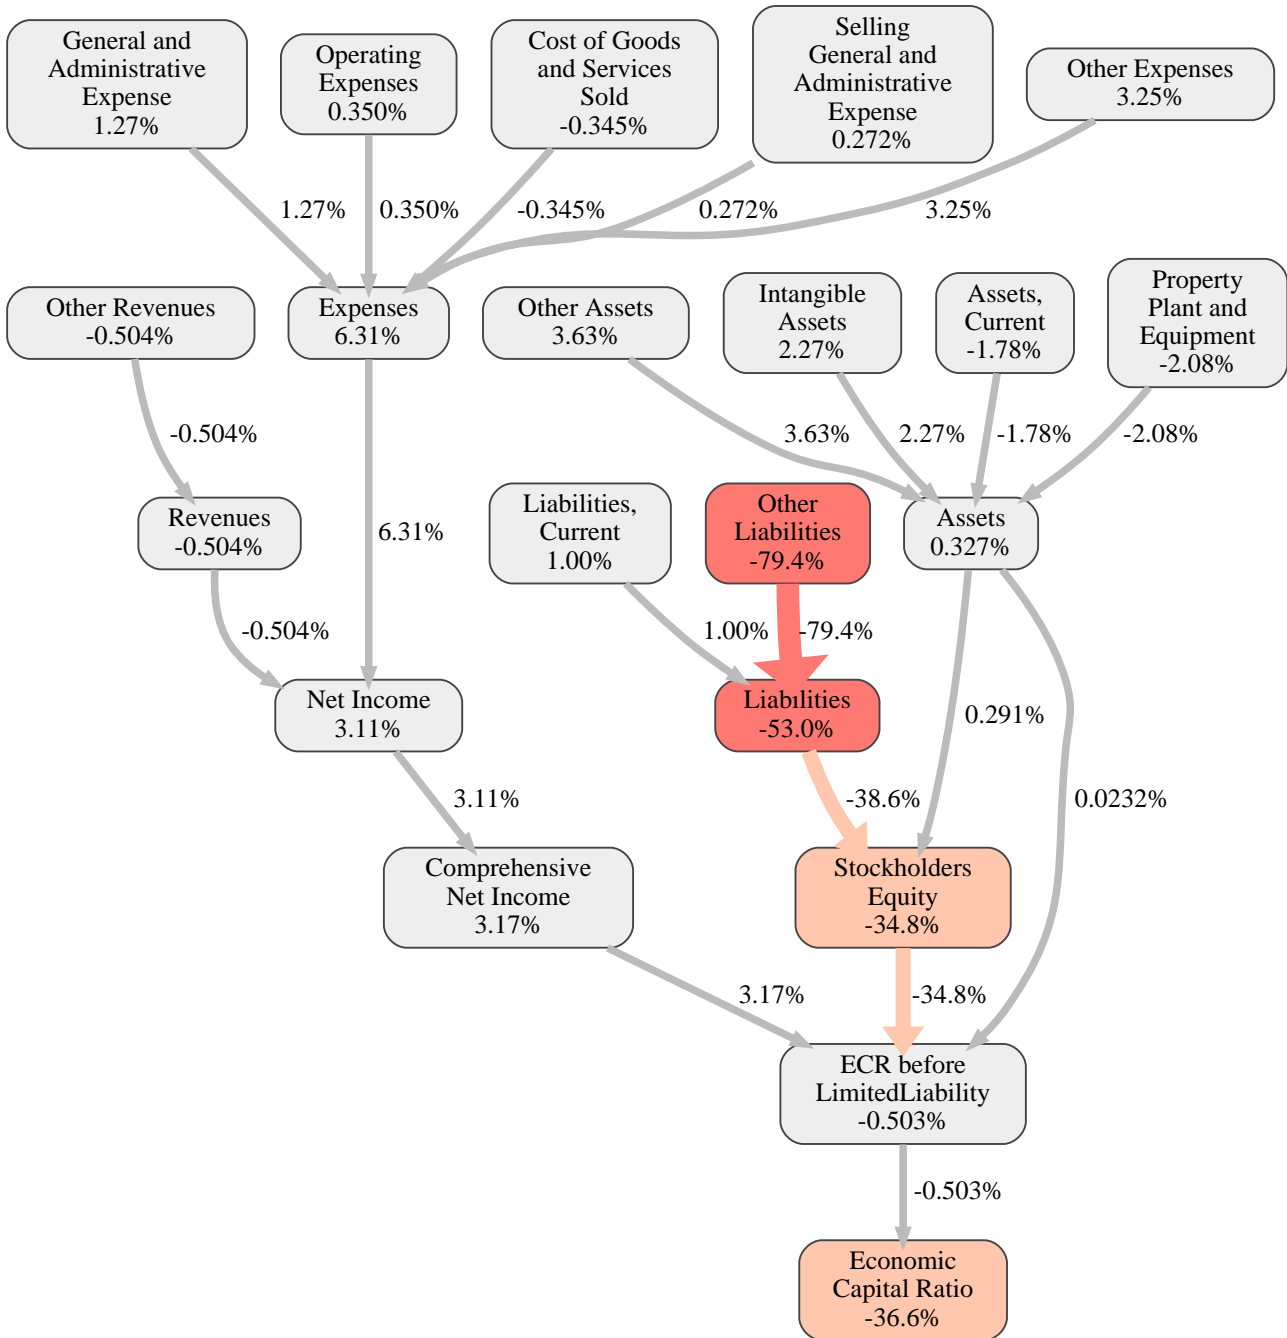 General and
Administrative
Expense
1.27%
Operating
Expenses
0.350%
Cost of Goods
and Services
Sold
-0.345%
Selling
General and
Administrative
Expense
0.272%
Other Expenses
3.25%
1.27%
0.350%
-0.345%
0.272%
3.25%
Other Revenues
-0.504%
Expenses
6.31%
Other Assets
3.63%
Intangible
Assets
2.27%
Assets,
Current
-1.78%
Property
Plant and
Equipment
-2.08%
-0.504%
3.63%
2.27%
-1.78%
-2.08%
Revenues
-0.504%
6.31%
Liabilities,
Current
1.00%
Other
Liabilities
-79.4%
Assets
0.327%
-0.504%
1.00%
-79.4%
Net Income
3.11%
Liabilities
-53.0%
0.291%
3.11%
-38.6%
0.0232%
Comprehensive
Net Income
3.17%
Stockholders
Equity
-34.8%
3.17%
-34.8%
ECR before
LimitedLiability
-0.503%
-0.503%
Economic
Capital Ratio
-36.6%